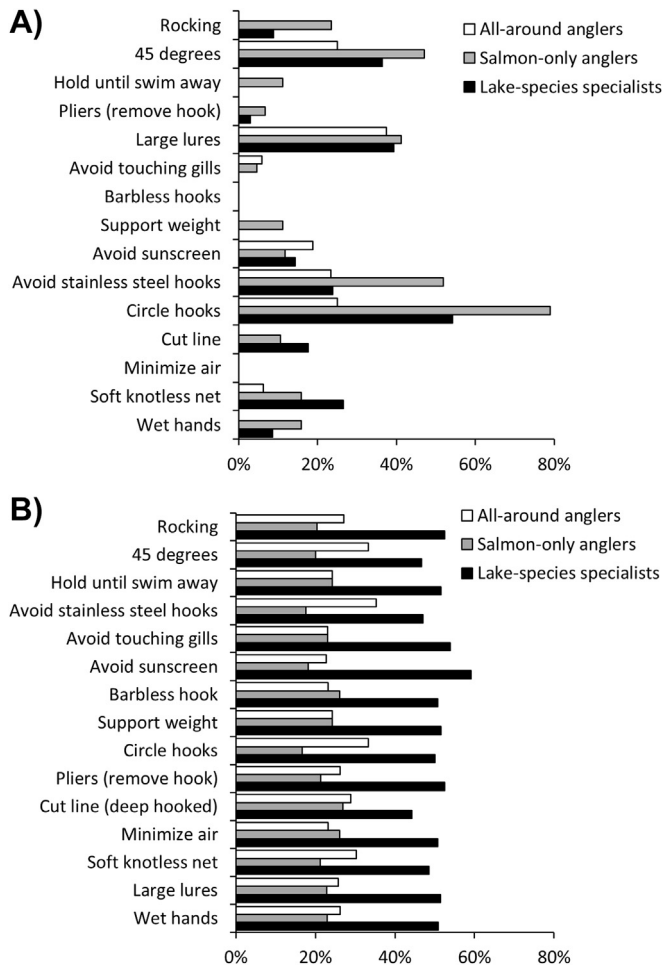 A)
Rocking
45 degrees
Hold until swim away
Pliers (remove hook)
Large lures
Avoid touching gills
Barbless hooks
Support weight
Avoid sunscreen
Avoid stainless steel hooks
Circle hooks
Cut line
Minimize air
Soft knotless net
Wet hands
All-around anglers
Salmon-only anglers
Lake-species specialists
0% 20% 40% 60% 80%
B)
Rocking
45 degrees
Hold until swim away
Avoid stainless steel hooks
Avoid touching gills
Avoid sunscreen
Barbless hook
Support weight
Circle hooks
Pliers (remove hook)
Cut line (deep hooked)
Minimize air
Soft knotless net
Large lures
Wet hands
All-around anglers
Salmon-only anglers
Lake-species specialists
0% 20% 40% 60% 80%